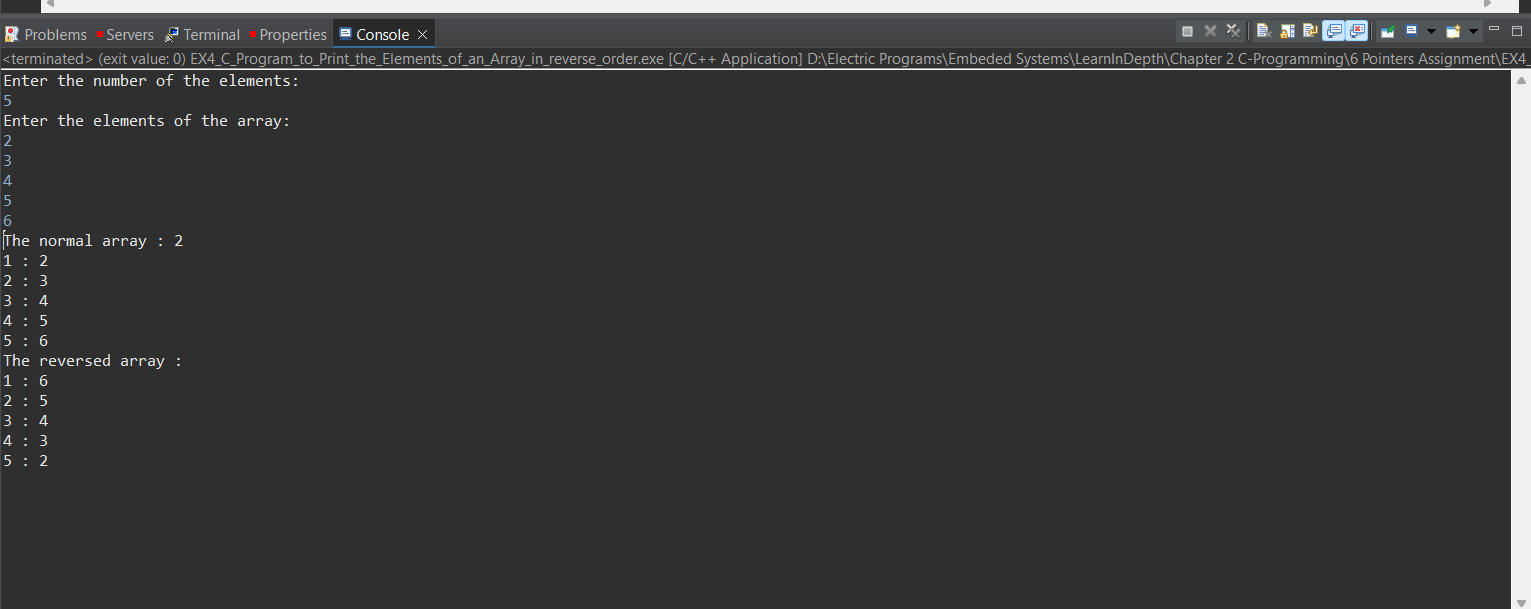 Problems Servers Terminal Properties Console
<terminated> (exit value: 0) EX4_C_Program_to_Print_the_Elements_of_an_Array_in_reverse_order.exe [C/C++ Application] D:\Electric Programs\Embeded Systems\LearnInDepth\Chapter 2 C-Programming\6 Pointers Assignment\EX4_
Enter the number of the elements:
5
Enter the elements of the array:
2
3
4
5
6
The normal array : 2
1 : 2
2 : 3
3 : 4
4 : 5
5 : 6
The reversed array :
1 : 6
2 : 5
3 : 4
4 : 3
5 : 2